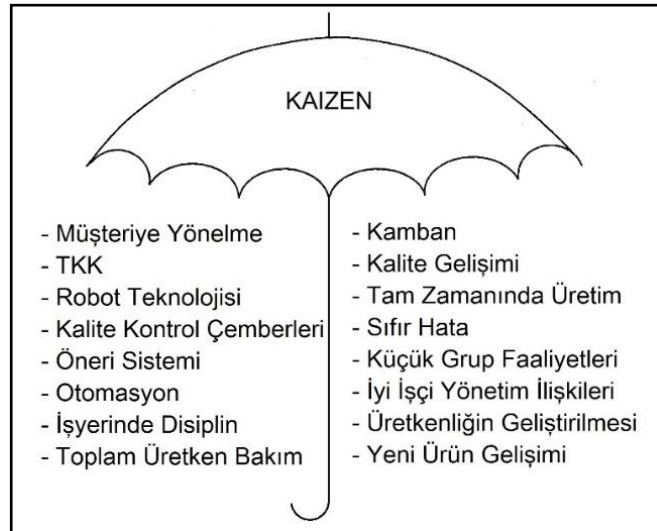 KAIZEN
- Müşteriye Yönelme
- TKK
- Robot Teknolojisi
- Kalite Kontrol Çemberleri
- Öneri Sistemi
- Otomasyon
- İşyerinde Disiplin
- Toplam Üretken Bakım
- Kamban
- Kalite Gelişimi
- Tam Zamanında Üretim
- Sıfır Hata
- Küçük Grup Faaliyetleri
- İyi İşçi Yönetim İlişkileri
- Üretkenliğin Geliştirilmesi
- Yeni Ürün Gelişimi